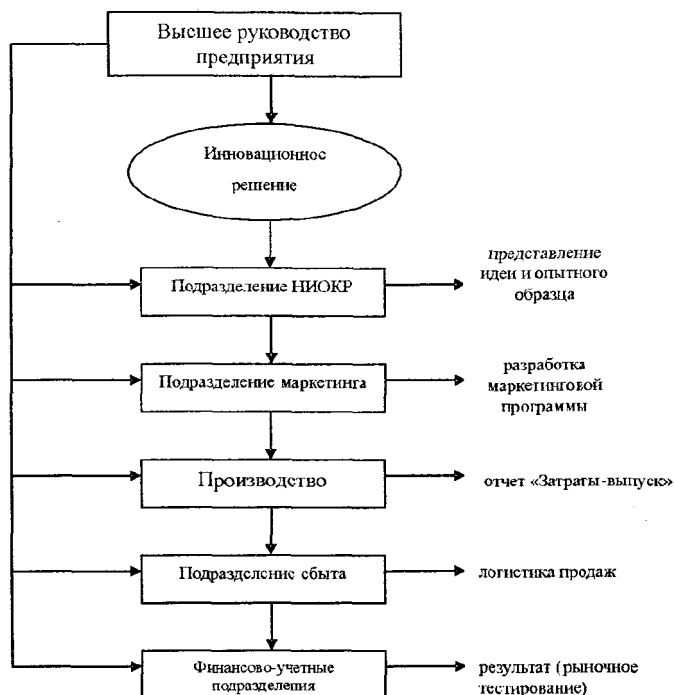 Высшее руководство
предприятия
Инновационное
решение
Подразделение НИОКР
представление
идеи и опытного
образца
Подразделение маркетинга
разработка
маркетинговой
программы
Производство
отчет «Затраты-выпуск»
Подразделение сбыта
логистика продаж
Финансово-учетные
подразделения
результат (рыночное
тестирование)